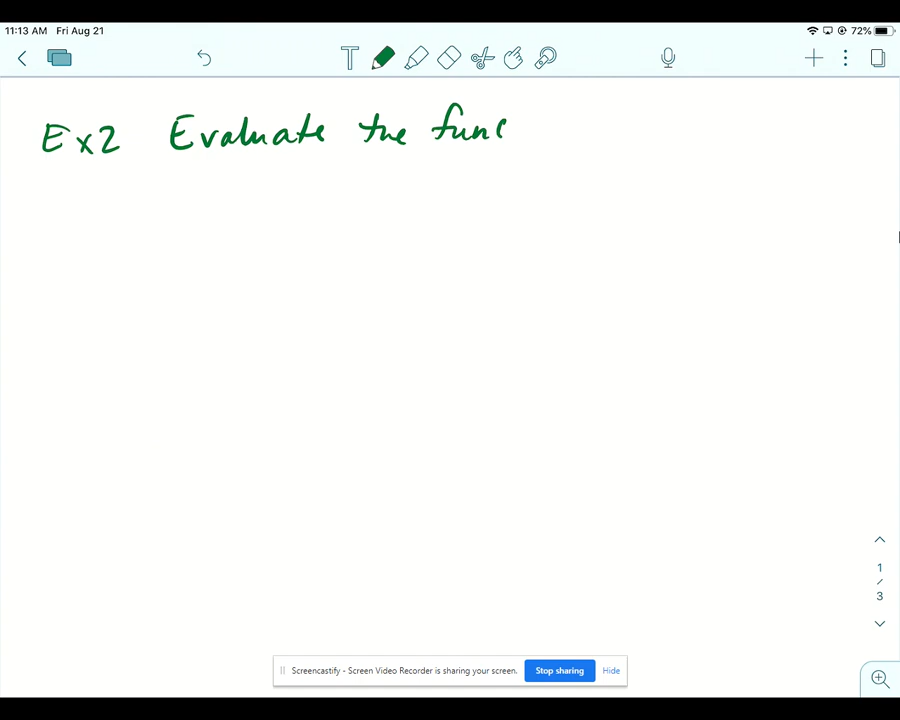 11:13 AM Fri Aug 21
72%
T
Ex2 Evaluate the func
1
/
3
Screencastify - Screen Video Recorder is sharing your screen. Stop sharing Hide